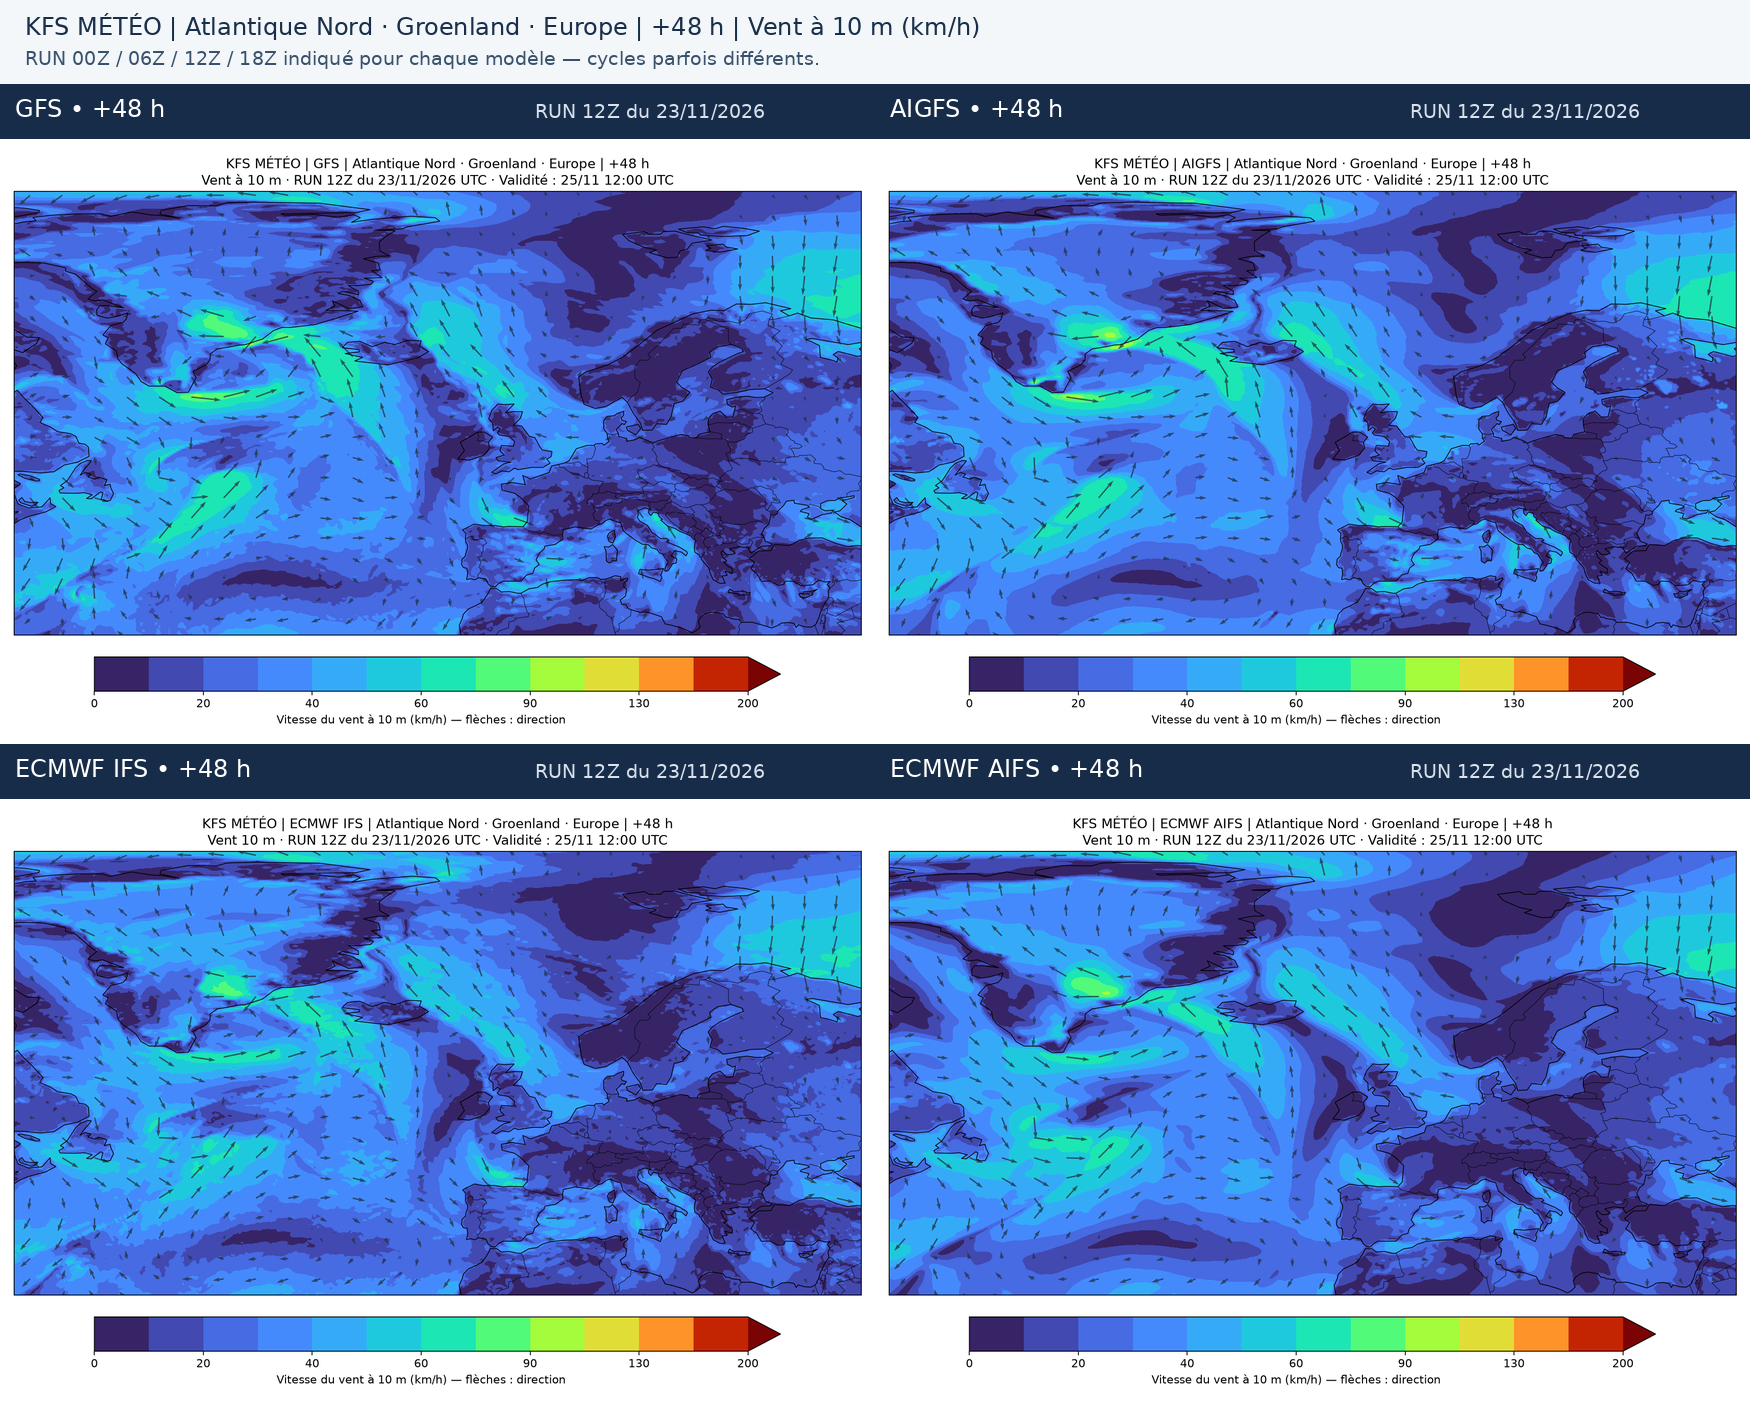 KFS MÉTÉO | Atlantique Nord · Groenland · Europe | +48 h | Vent à 10 m (km/h)
RUN 00Z / 06Z / 12Z / 18Z indiqué pour chaque modèle — cycles parfois différents.
GFS • +48 h
RUN 12Z du 23/11/2026
KFS MÉTÉO | GFS | Atlantique Nord · Groenland · Europe | +48 h
Vent à 10 m · RUN 12Z du 23/11/2026 UTC · Validité : 25/11 12:00 UTC
0 20 40 60 90 130 200
Vitesse du vent à 10 m (km/h) — flèches : direction
AIGFS • +48 h
RUN 12Z du 23/11/2026
KFS MÉTÉO | AIGFS | Atlantique Nord · Groenland · Europe | +48 h
Vent à 10 m · RUN 12Z du 23/11/2026 UTC · Validité : 25/11 12:00 UTC
0 20 40 60 90 130 200
Vitesse du vent à 10 m (km/h) — flèches : direction
ECMWF IFS • +48 h
RUN 12Z du 23/11/2026
KFS MÉTÉO | ECMWF IFS | Atlantique Nord · Groenland · Europe | +48 h
Vent 10 m · RUN 12Z du 23/11/2026 UTC · Validité : 25/11 12:00 UTC
0 20 40 60 90 130 200
Vitesse du vent à 10 m (km/h) — flèches : direction
ECMWF AIFS • +48 h
RUN 12Z du 23/11/2026
KFS MÉTÉO | ECMWF AIFS | Atlantique Nord · Groenland · Europe | +48 h
Vent 10 m · RUN 12Z du 23/11/2026 UTC · Validité : 25/11 12:00 UTC
0 20 40 60 90 130 200
Vitesse du vent à 10 m (km/h) — flèches : direction